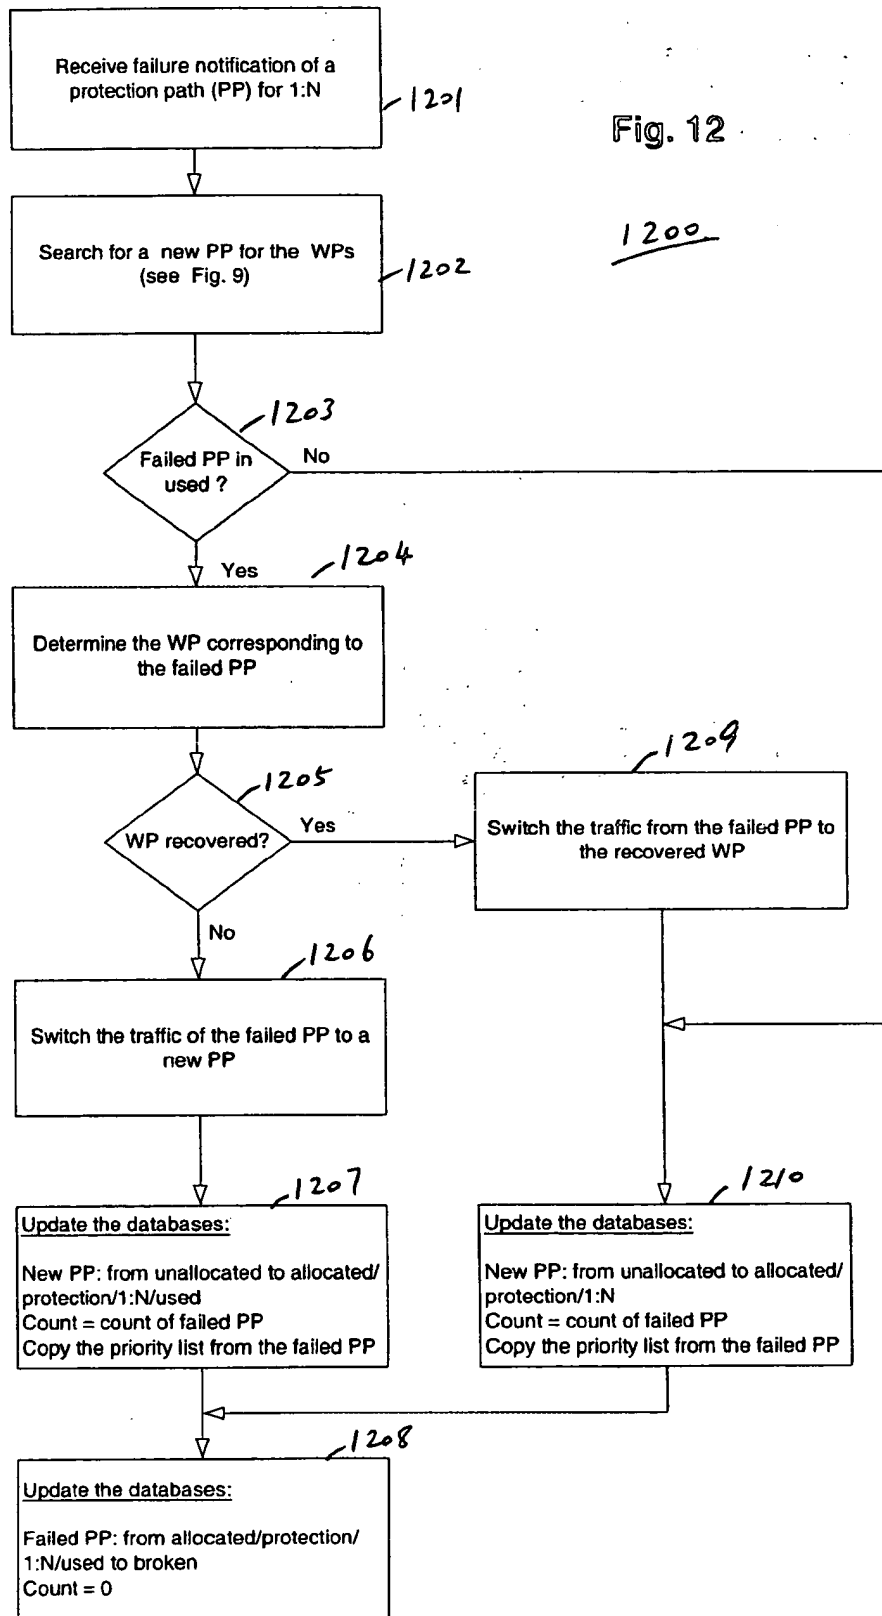 Receive failure notification of a
protection path (PP) for 1:N
1201
Fig. 12
1200
Search for a new PP for the WPs
(see Fig. 9)
1202
1203
Failed PP in
used ?
No
Yes
1204
Determine the WP corresponding to
the failed PP
1205
WP recovered?
Yes
1209
Switch the traffic from the failed PP to
the recovered WP
No
1206
Switch the traffic of the failed PP to a
new PP
1207
Update the databases:
New PP: from unallocated to allocated/
protection/1:N/used
Count = count of failed PP
Copy the priority list from the failed PP
1210
Update the databases:
New PP: from unallocated to allocated/
protection/1:N
Count = count of failed PP
Copy the priority list from the failed PP
1208
Update the databases:
Failed PP: from allocated/protection/
1:N/used to broken
Count = 0